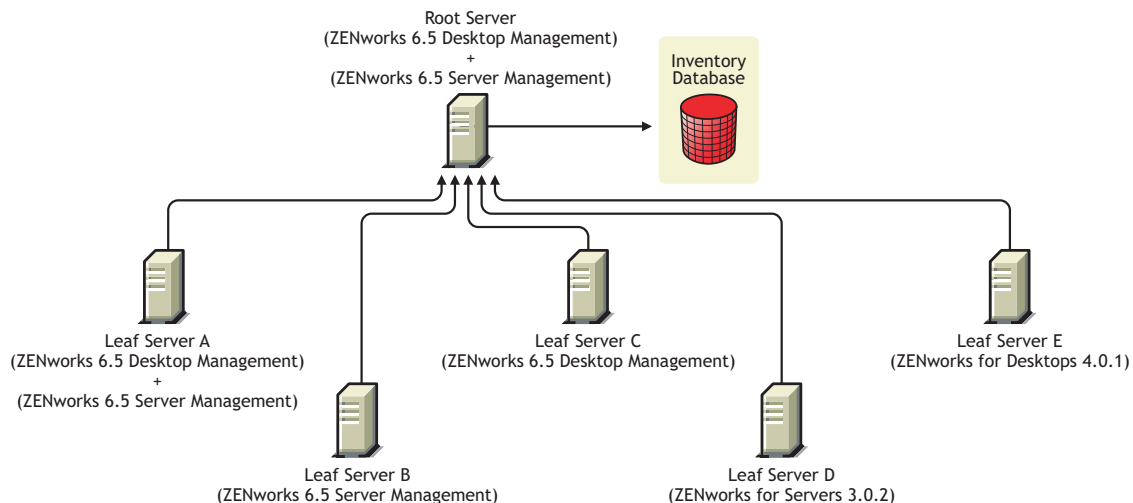 Root Server
(ZENworks 6.5 Desktop Management)
+
(ZENworks 6.5 Server Management)
Inventory
Database
Leaf Server A
(ZENworks 6.5 Desktop Management)
+
(ZENworks 6.5 Server Management)
Leaf Server C
(ZENworks 6.5 Desktop Management)
Leaf Server E
(ZENworks for Desktops 4.0.1)
Leaf Server B
(ZENworks 6.5 Server Management)
Leaf Server D
(ZENworks for Servers 3.0.2)